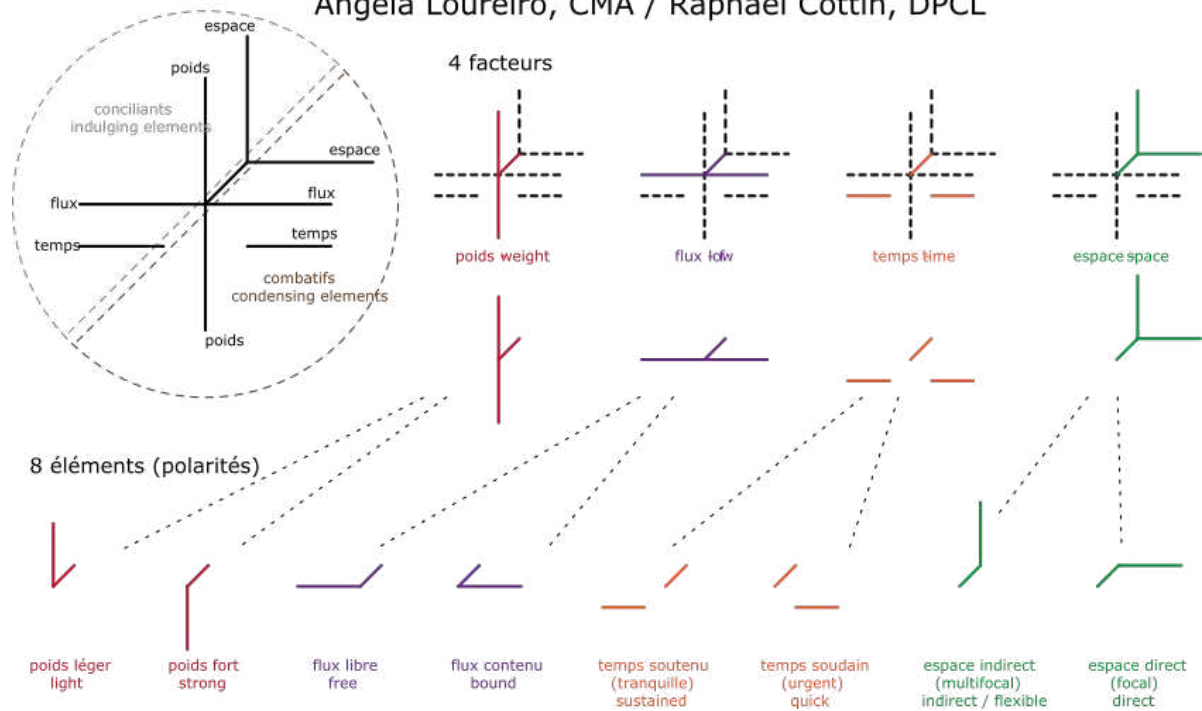 Angela Loureiro, CMA / Raphaël Cottin, DPCL
espace
poids
4 facteurs
conciliants
indulging elements
espace
flux
flux
temps
temps
combatifs
condensing elements
poids
poids weight
flux
temps time
espace space
8 éléments (polarités)
poids léger
light
poids fort
strong
flux libre
free
flux contenu
bound
temps soutenu
(tranquille)
sustained
temps soudain
(urgent)
quick
espace indirect
(multifocal)
indirect / flexible
espace direct
(focal)
direct